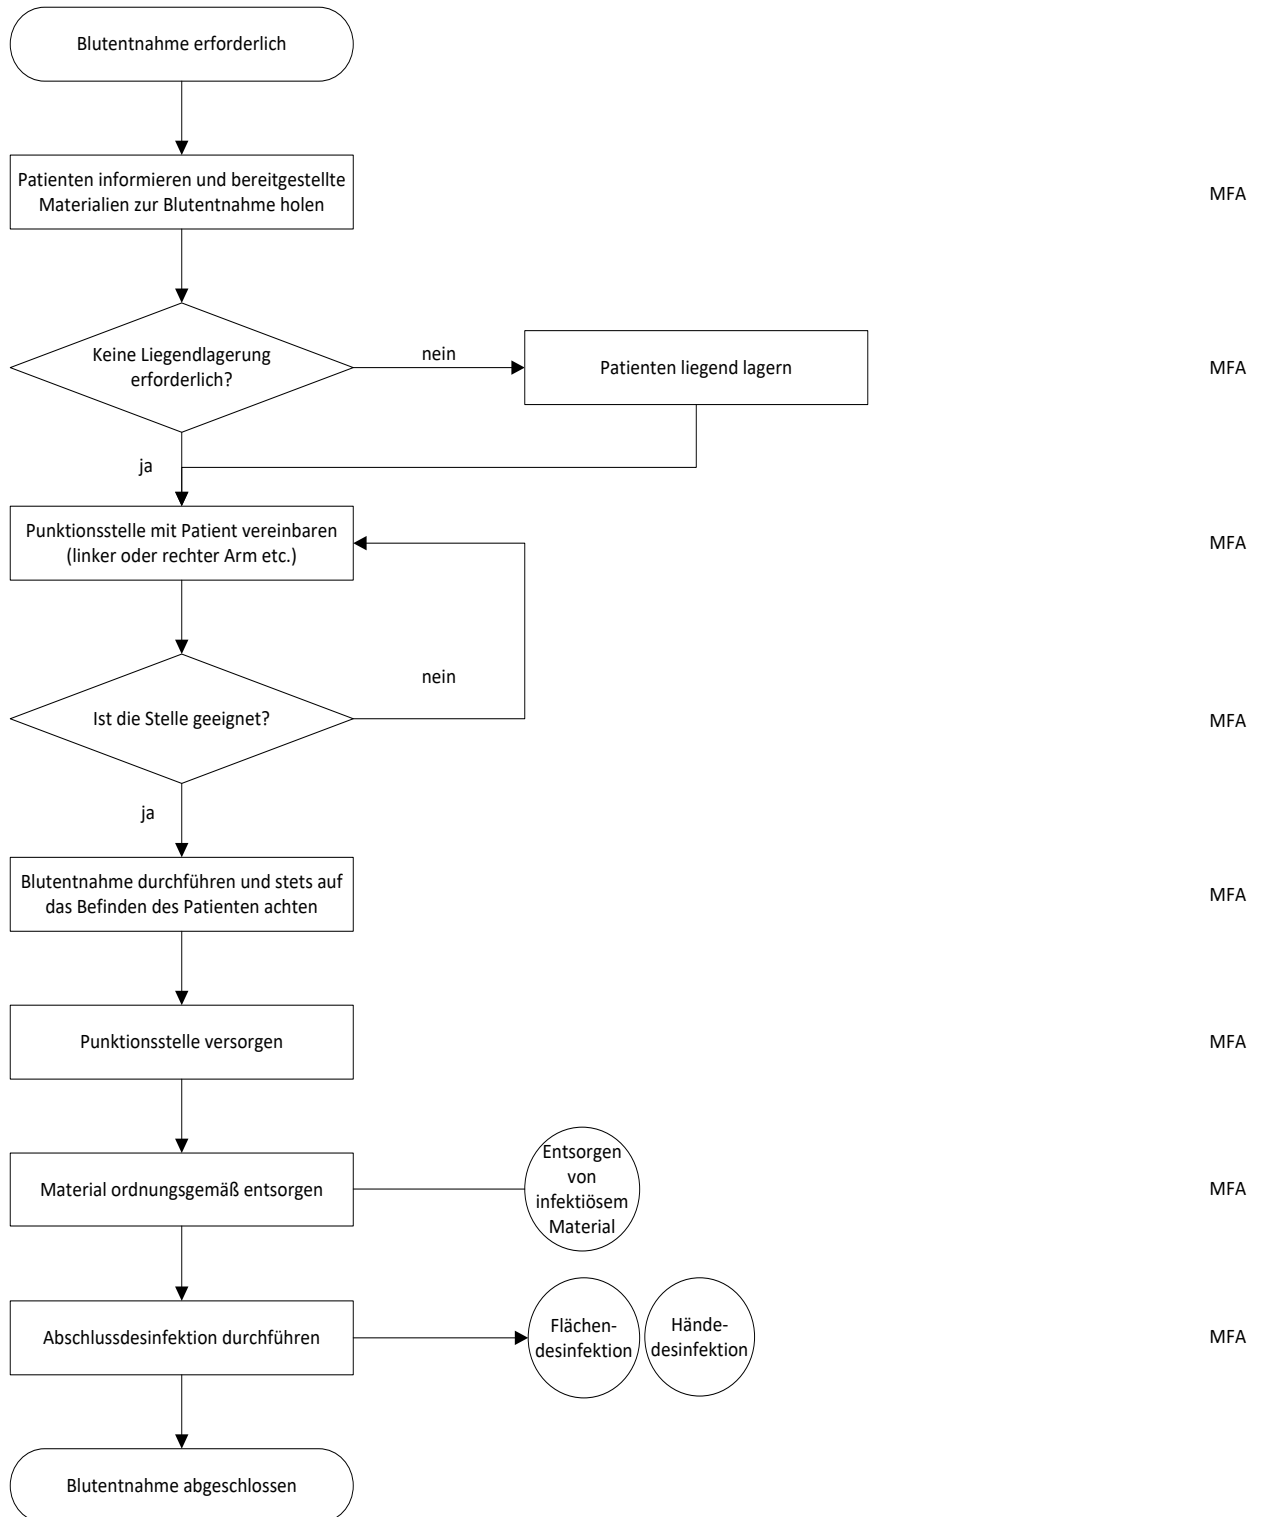 Blutentnahme erforderlich
Patienten informieren und bereitgestellte
Materialien zur Blutentnahme holen
MFA
Keine Liegendlagerung
erforderlich?
nein
Patienten liegend lagern
MFA
ja
Punktionsstelle mit Patient vereinbaren
(linker oder rechter Arm etc.)
MFA
Ist die Stelle geeignet?
nein
MFA
ja
Blutentnahme durchführen und stets auf
das Befinden des Patienten achten
MFA
Punktionsstelle versorgen
MFA
Material ordnungsgemäß entsorgen
Entsorgen
von
infektiösem
Material
MFA
Abschlussdesinfektion durchführen
Flächen-
desinfektion
Hände-
desinfektion
MFA
Blutentnahme abgeschlossen